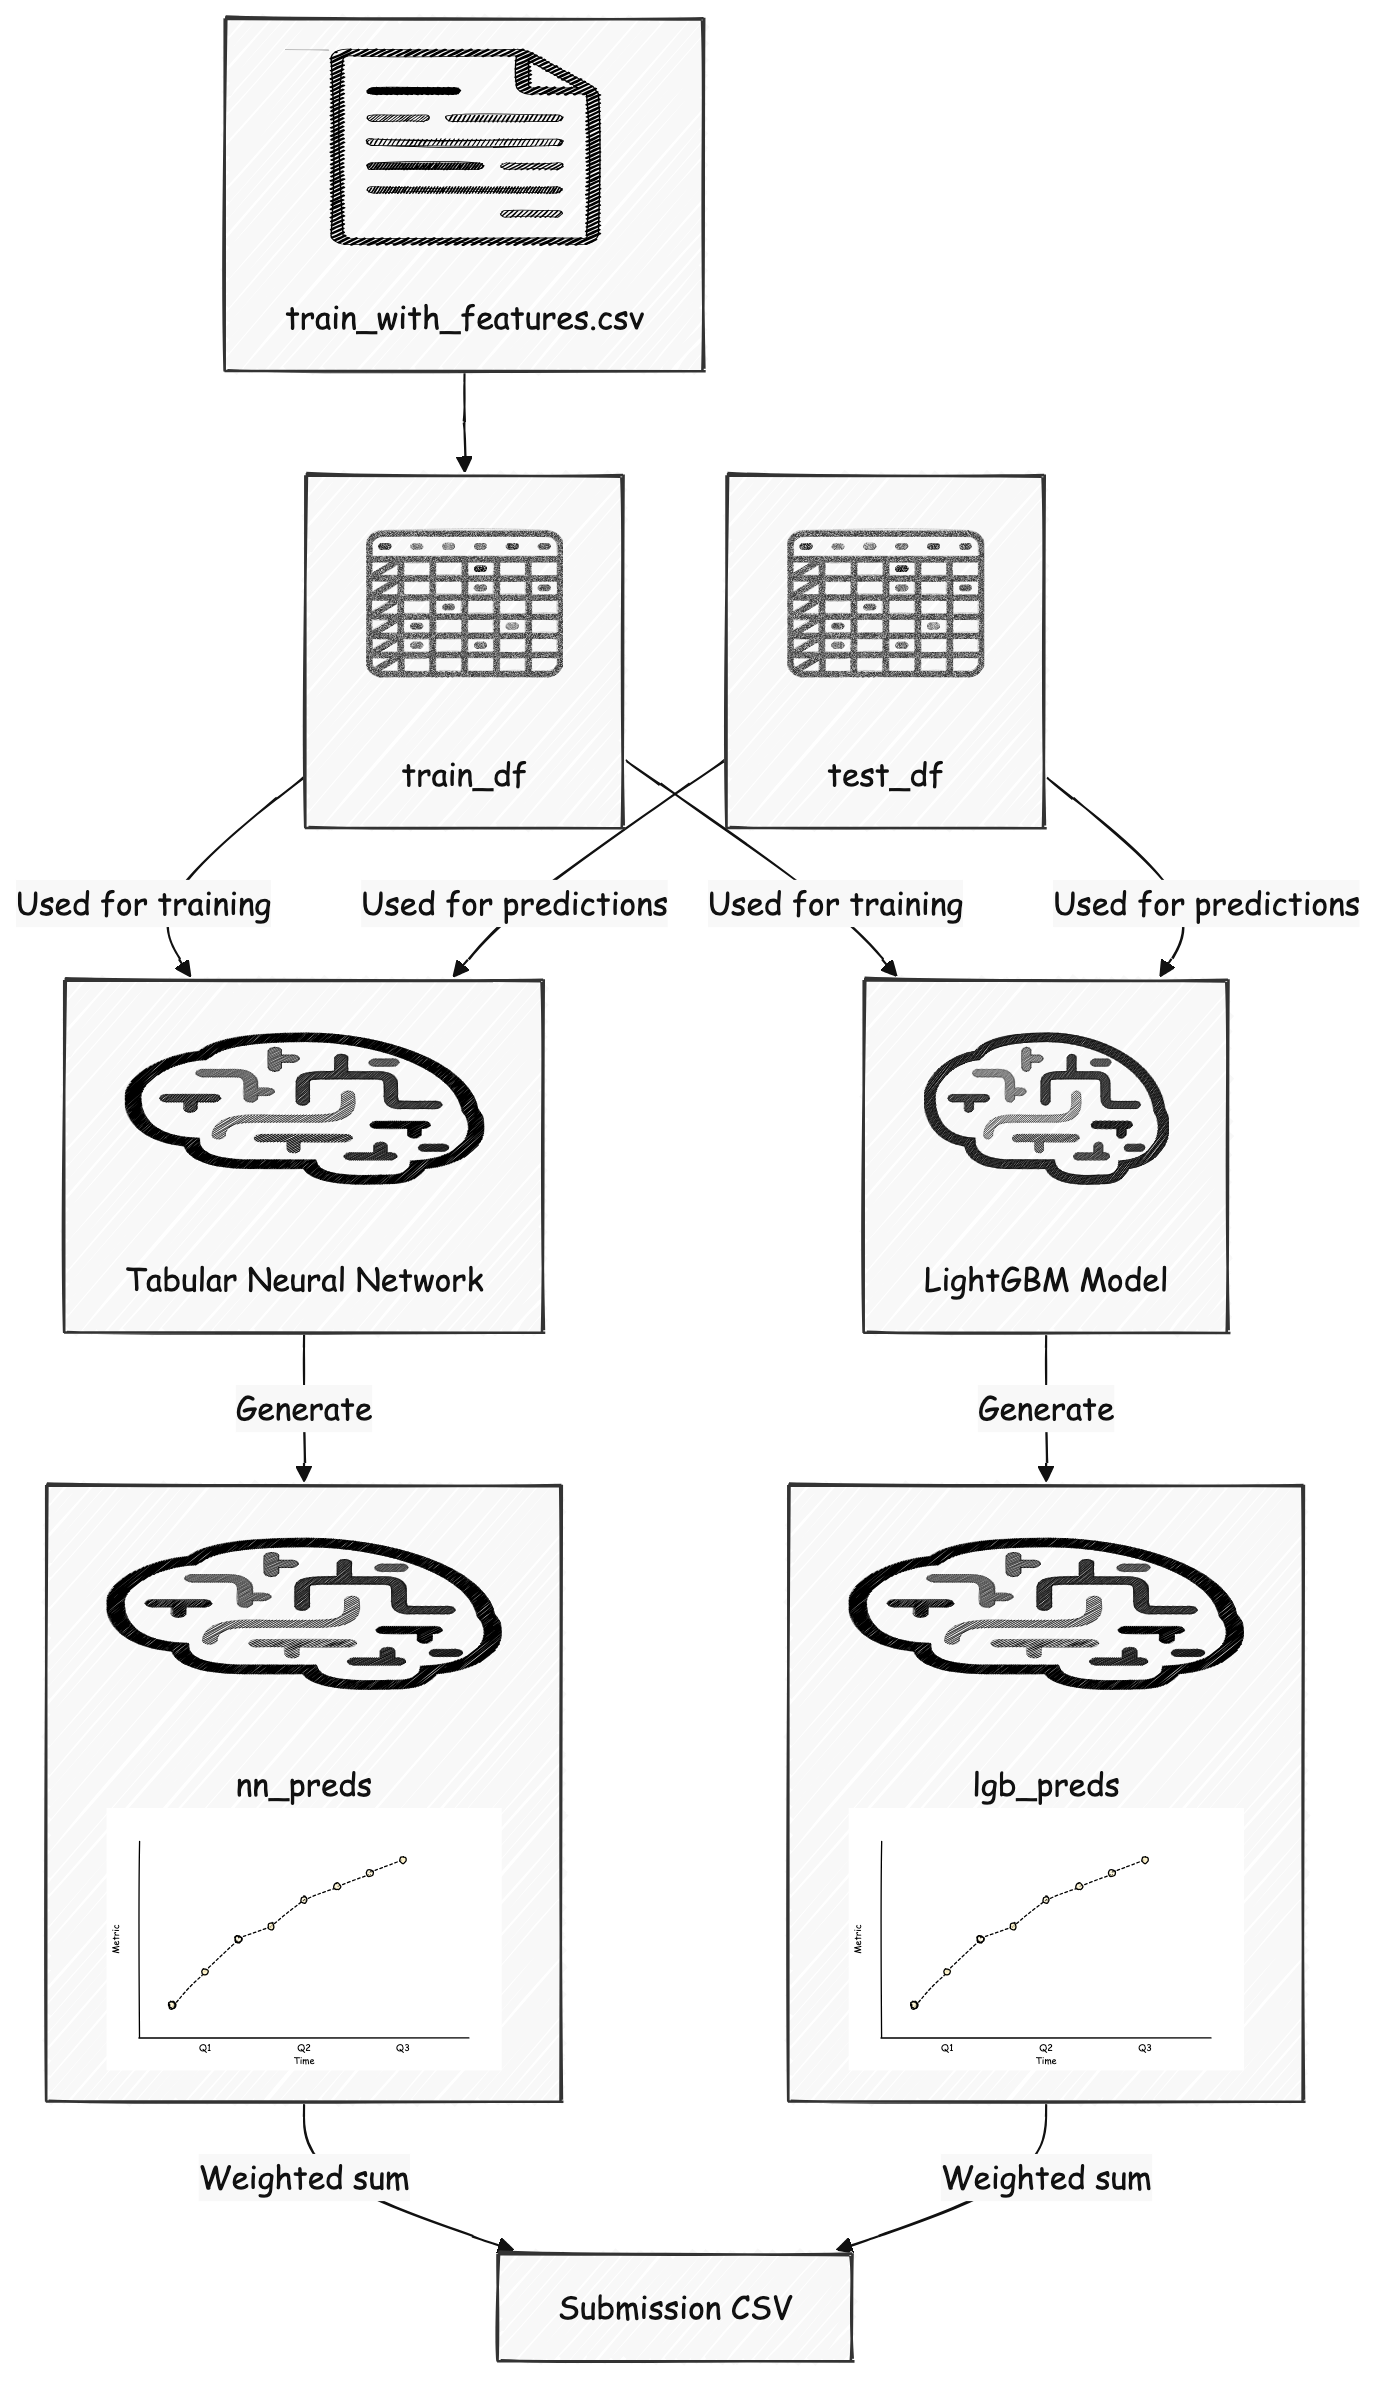 train_with_features.csv
train_df
test_df
Used for training
Used for predictions
Used for training
Used for predictions
Tabular Neural Network
LightGBM Model
Generate
Generate
nn_preds
lgb_preds
Metric
Q1
Q2
Q3
Time
Metric
Q1
Q2
Q3
Time
Weighted sum
Weighted sum
Submission CSV